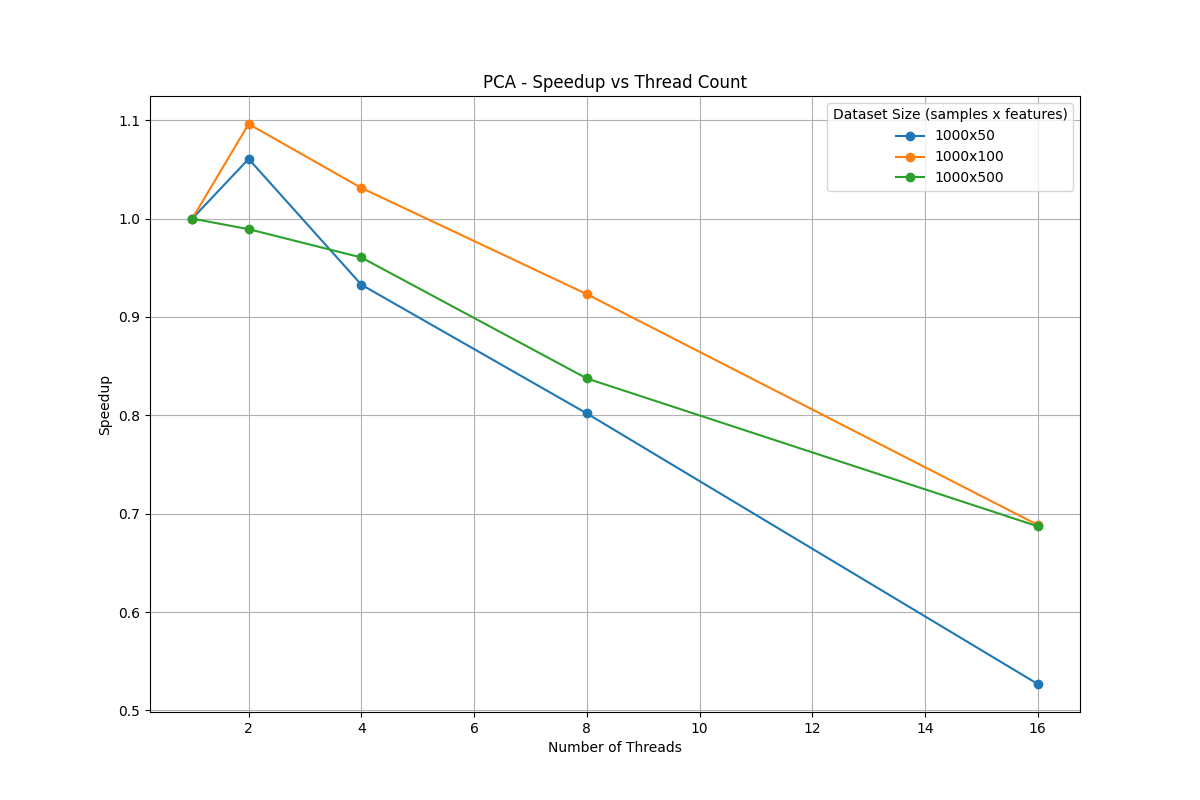 PCA - Speedup vs Thread Count
Dataset Size (samples x features)
1000x50
1000x100
1000x500
Speedup
1.1
1.0
0.9
0.8
0.7
0.6
0.5
2 4 6 8 10 12 14 16
Number of Threads